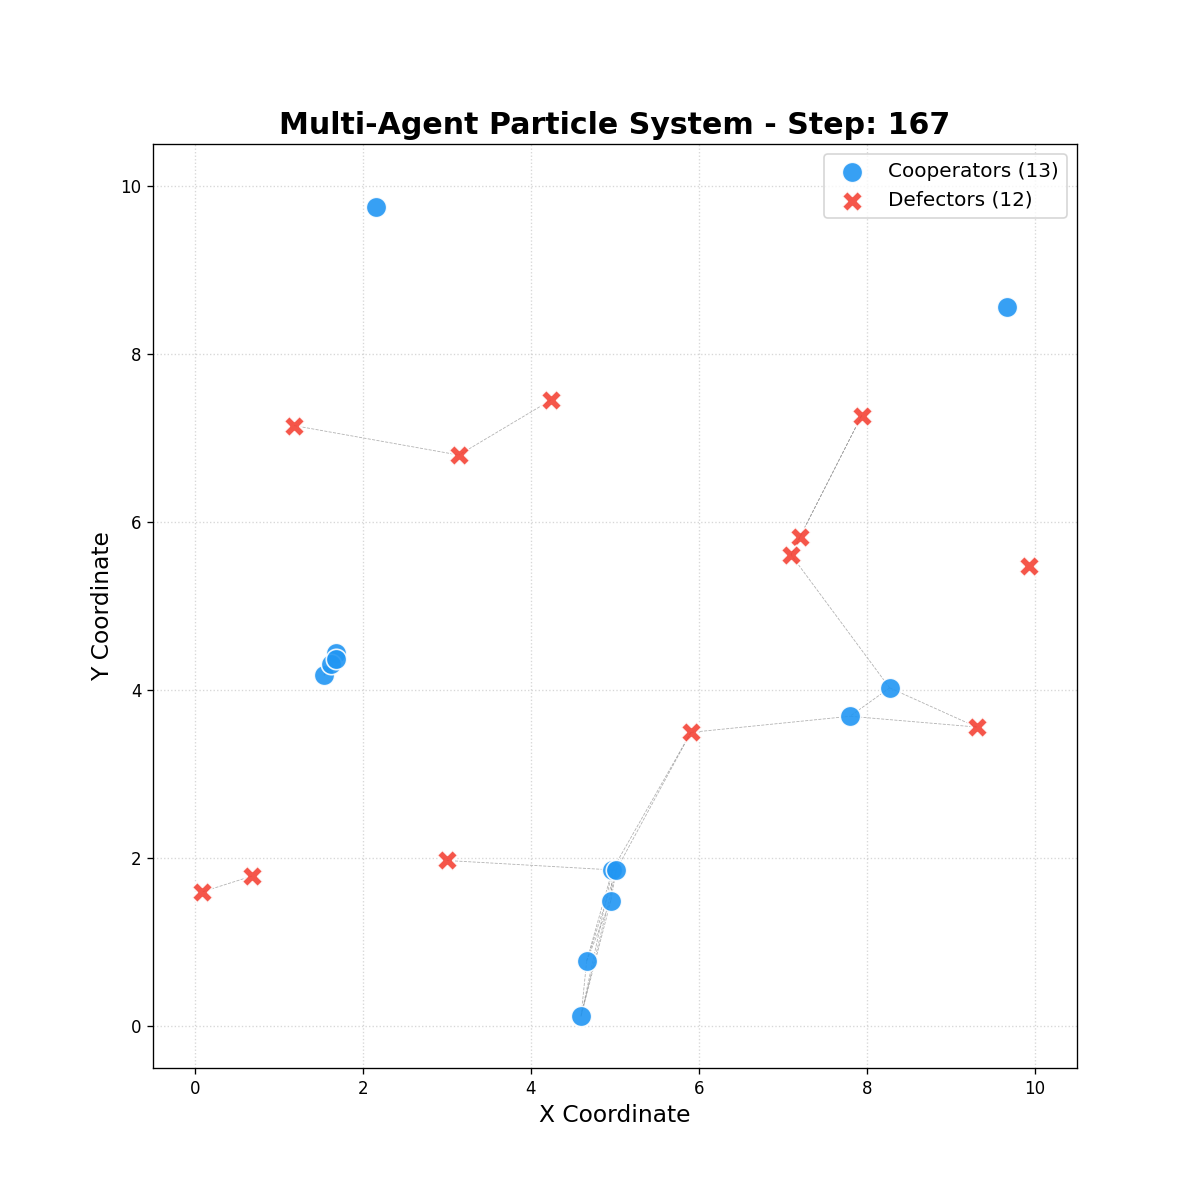 Multi-Agent Particle System - Step: 167
Cooperators (13)
Defectors (12)
10
8
6
4
2
0
Y Coordinate
0 2 4 6 8 10
X Coordinate